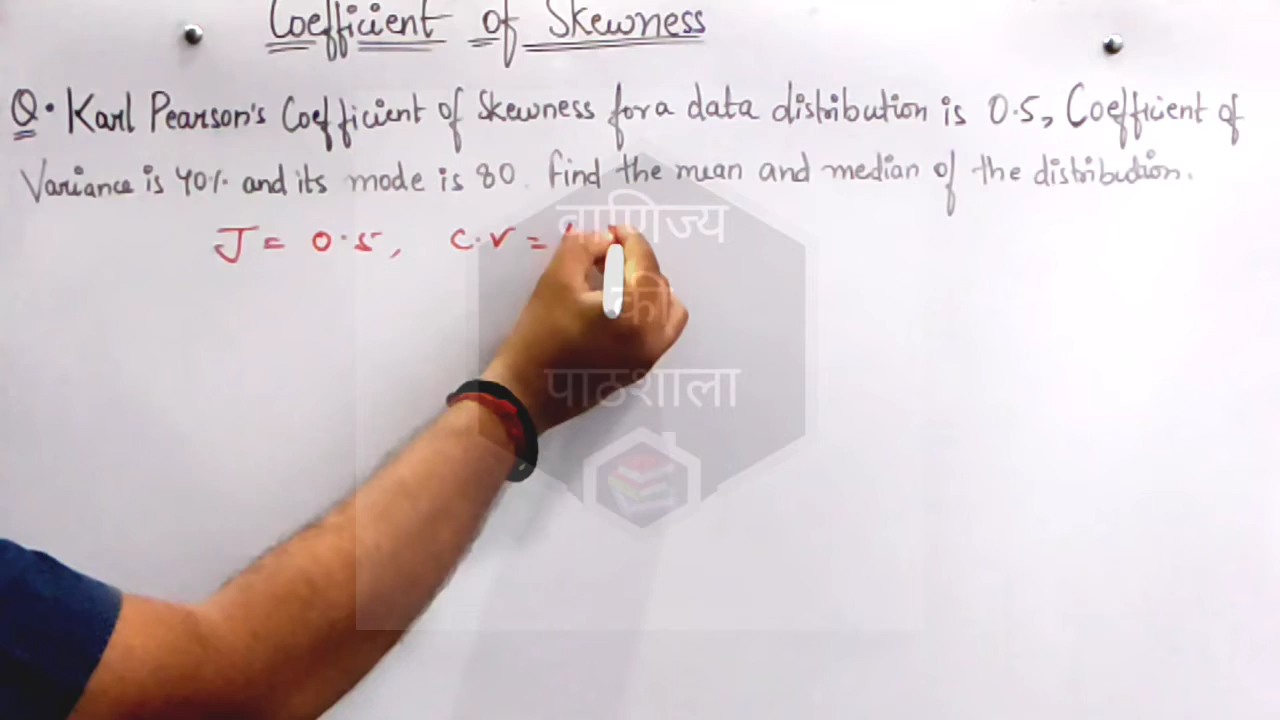 Coefficient of Skewness
Q. Karl Pearson's Coefficient of Skewness for a data distribution is 0.5, Coefficient of
Variance is 40% and its mode is 80. Find the mean and median of the distribution.
J = 0.5, C.V =
वाणिज्य
की
पाठशाला